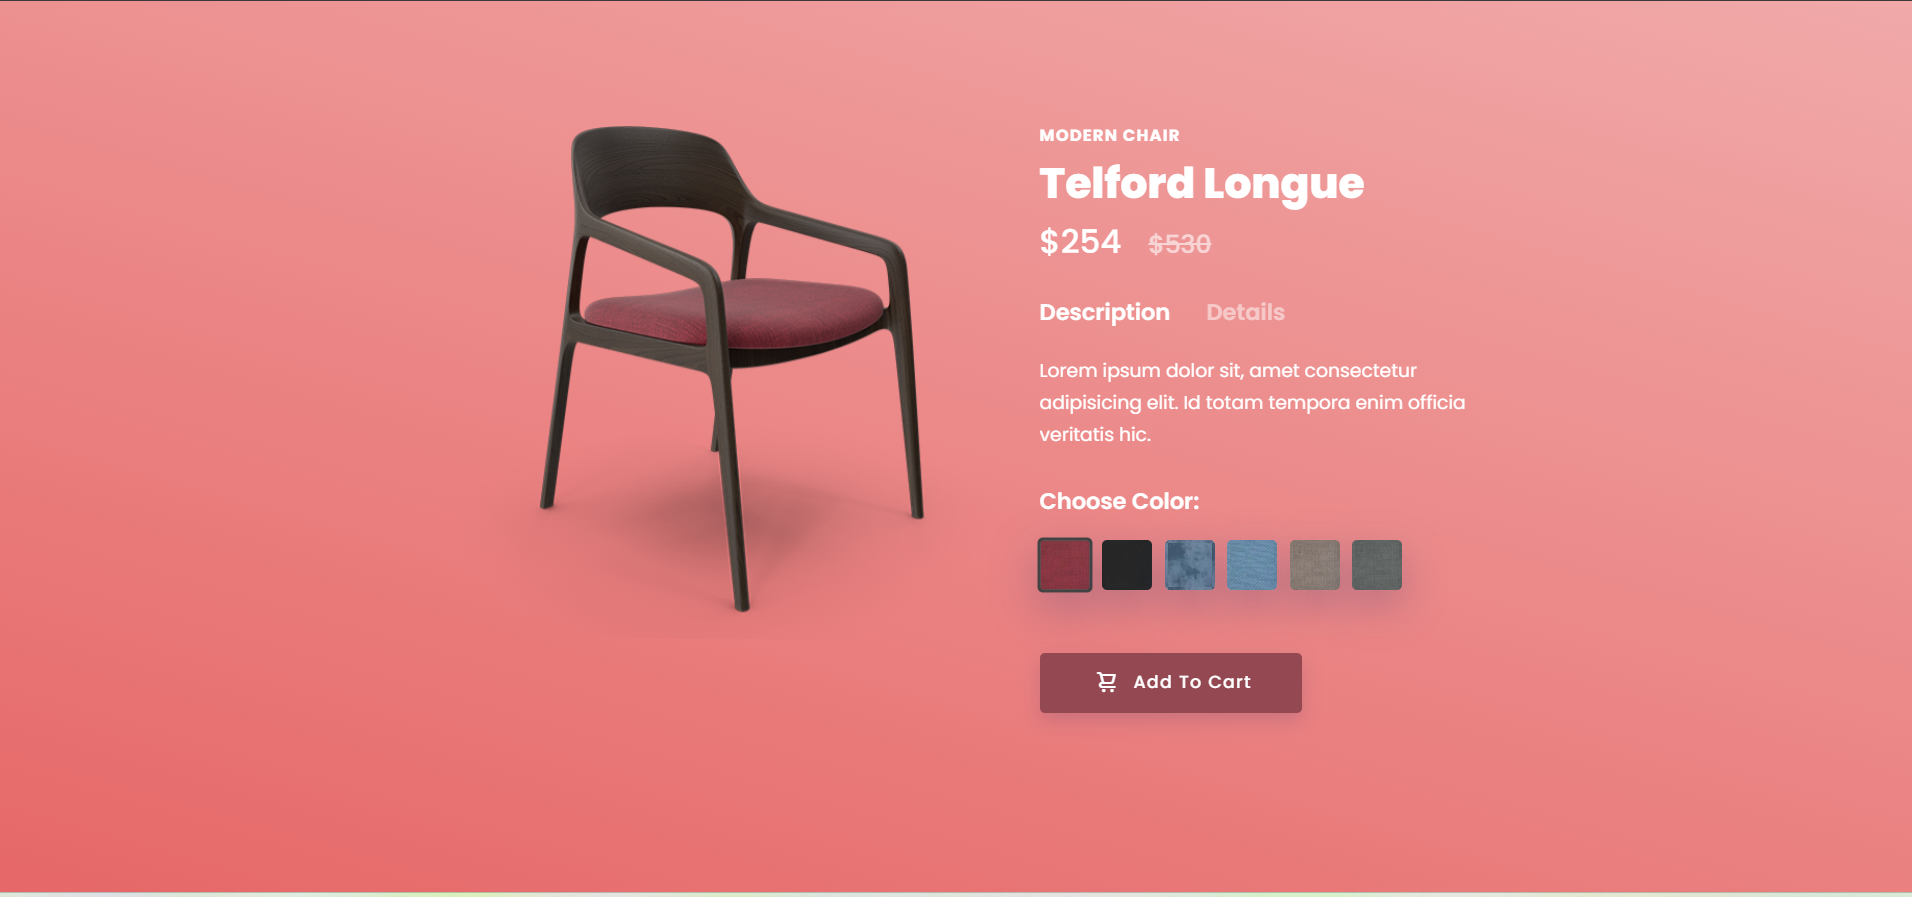 MODERN CHAIR
Telford Longue
$254 $530
Description Details
Lorem ipsum dolor sit, amet consectetur
adipisicing elit. Id totam tempora enim officia
veritatis hic.
Choose Color:
Add To Cart